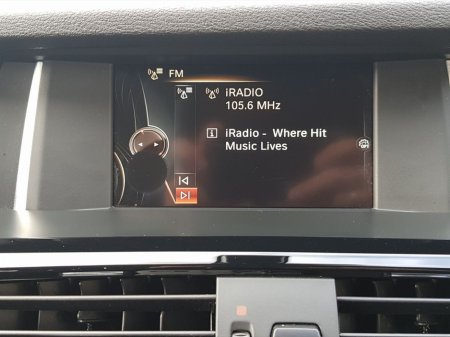 FM
iRADIO
105.6 MHz
iRadio - Where Hit
Music Lives